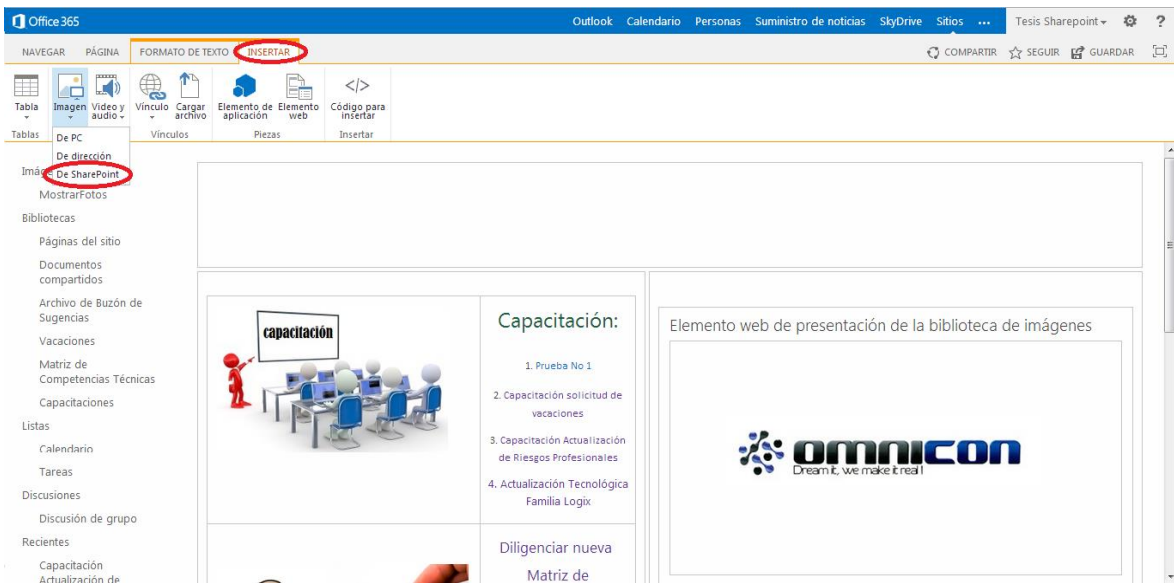 Office 365
Outlook Calendario Personas Suministro de noticias SkyDrive Sitios ... Tesis Sharepoint ?
NAVEGAR PÁGINA FORMATO DE TEXTO INSERTAR COMPARTIR SEGUIR GUARDAR
Tabla
Imagen
Video y
audio
Vínculo
Cargar
archivo
Elemento de
aplicación
Elemento
web
</>
Código para
insertar
Tablas
Vínculos
Piezas
Insertar
De PC
De dirección
De SharePoint
MostrarFotos
Bibliotecas
Páginas del sitio
Documentos
compartidos
Archivo de Buzón de
Sugencias
Vacaciones
Matriz de
Competencias Técnicas
Capacitaciones
Listas
Calendario
Tareas
Discusiones
Discusión de grupo
Recientes
Capacitación
Actualización de
capacitación
Capacitación:
1. Prueba No 1
2. Capacitación solicitud de
vacaciones
3. Capacitación Actualización
de Riesgos Profesionales
4. Actualización Tecnológica
Familia Logix
Diligenciar nueva
Matriz de
Elemento web de presentación de la biblioteca de imágenes
OMNICON
Dream it, we make it real !